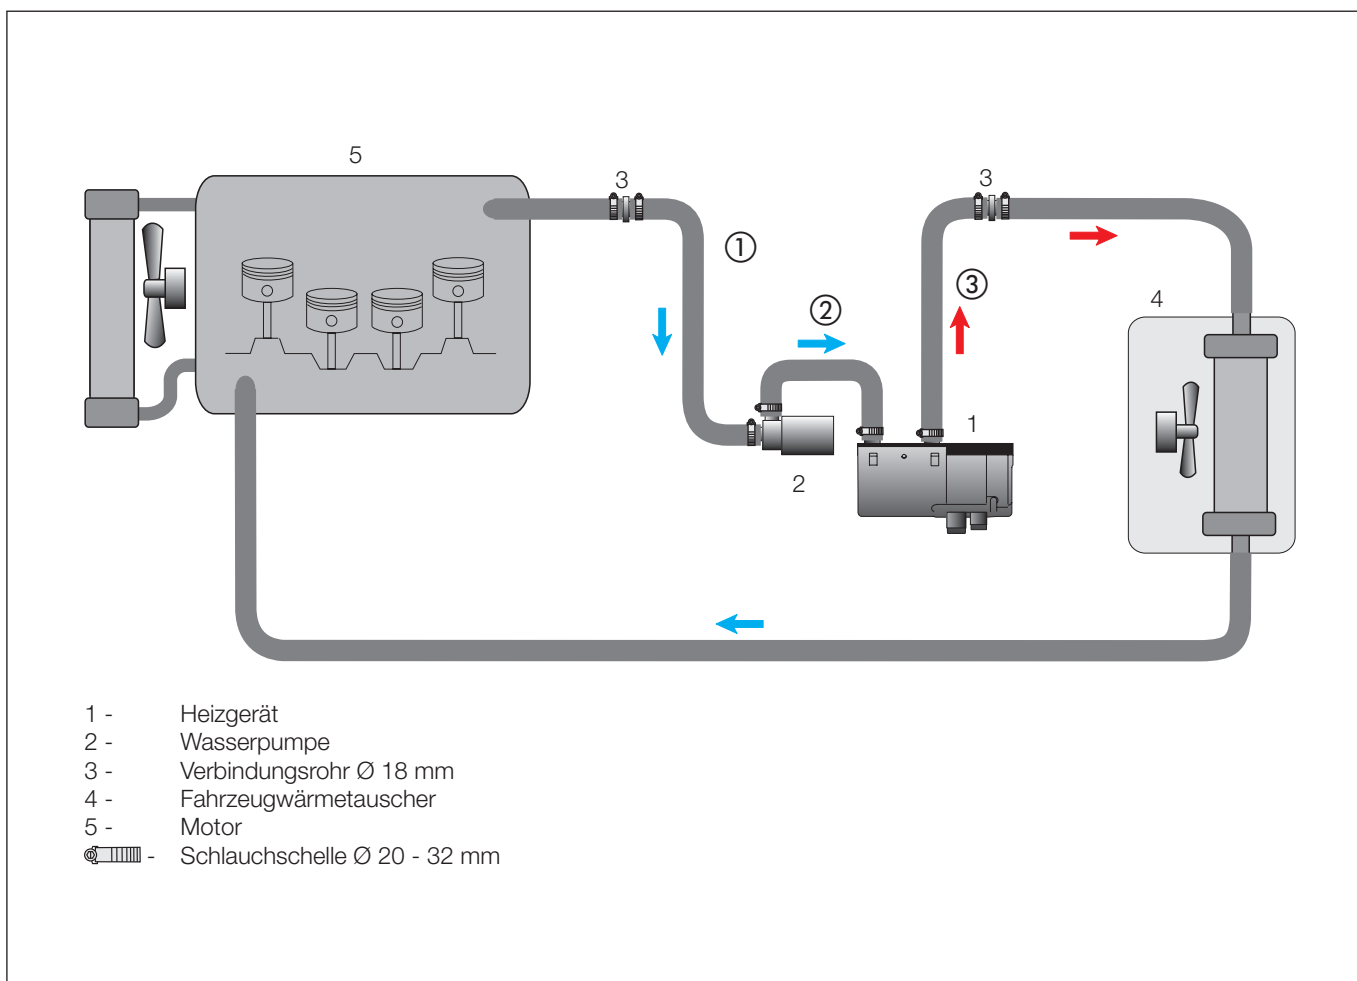 5
3
3
①
③
②
4
1
2
1 - Heizgerät
2 - Wasserpumpe
3 - Verbindungsrohr Ø 18 mm
4 - Fahrzeugwärmetauscher
5 - Motor
- Schlauchschelle Ø 20 - 32 mm